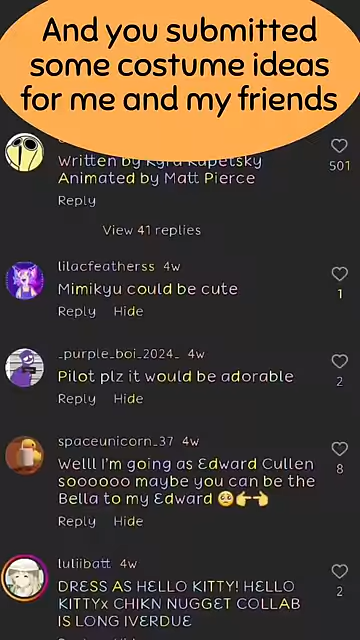 And you submitted
some costume ideas
for me and my friends
501
Written by Kyra Kupetsky
Animated by Matt Pierce
Reply
View 41 replies
lilacfeatherss 4w
Mimikyu could be cute
1
Reply Hide
_purple_boi_2024_ 4w
Pilot plz it would be adorable
2
Reply Hide
spaceunicorn_37 4w
Welll I'm going as Edward Cullen
8
soooooo maybe you can be the
Bella to my Edward 🥺👉👈
Reply Hide
luliibatt 4w
DRESS AS HELLO KITTY! HELLO
2
KITTYx CHIKN NUGGET COLLAB
IS LONG IVERDUE